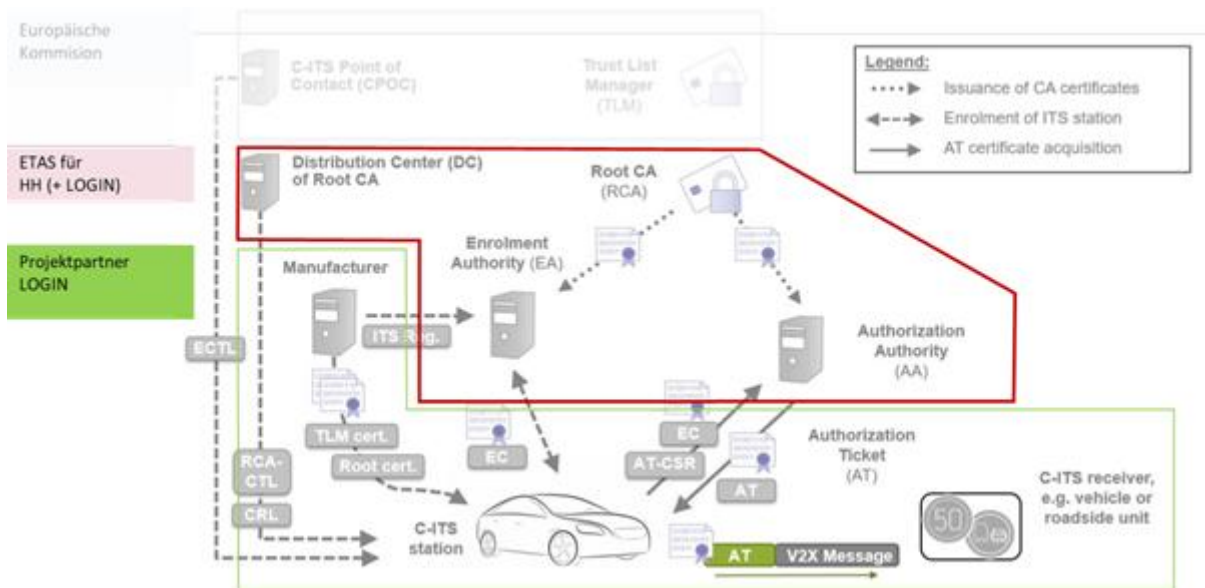 Europäische
Kommision
C-ITS Point of
Contact (CPOC)
Trust List
Manager
(TLM)
Legend:
Issuance of CA certificates
Enrolment of ITS station
AT certificate acquisition
ETAS für
HH (+ LOGIN)
Distribution Center (DC)
of Root CA
Root CA
(RCA)
Projektpartner
LOGIN
Manufacturer
Enrolment
Authority (EA)
ECTL
ITS Reg.
Authorization
Authority
(AA)
TLM cert.
Root cert.
EC
EC
AT-CSR
AT
Authorization
Ticket
(AT)
RCA-
CTL
CRL
C-ITS
station
C-ITS receiver,
e.g. vehicle or
roadside unit
50
AT
V2X Message